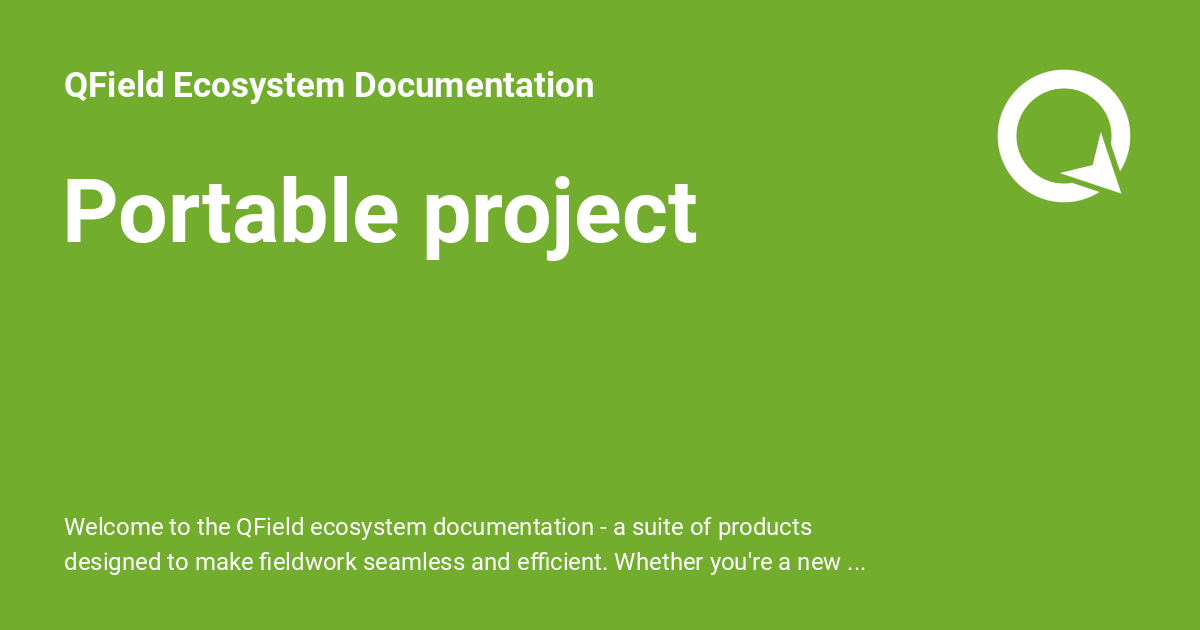 QField Ecosystem Documentation
Portable project
Welcome to the QField ecosystem documentation - a suite of products
designed to make fieldwork seamless and efficient. Whether you're a new ...